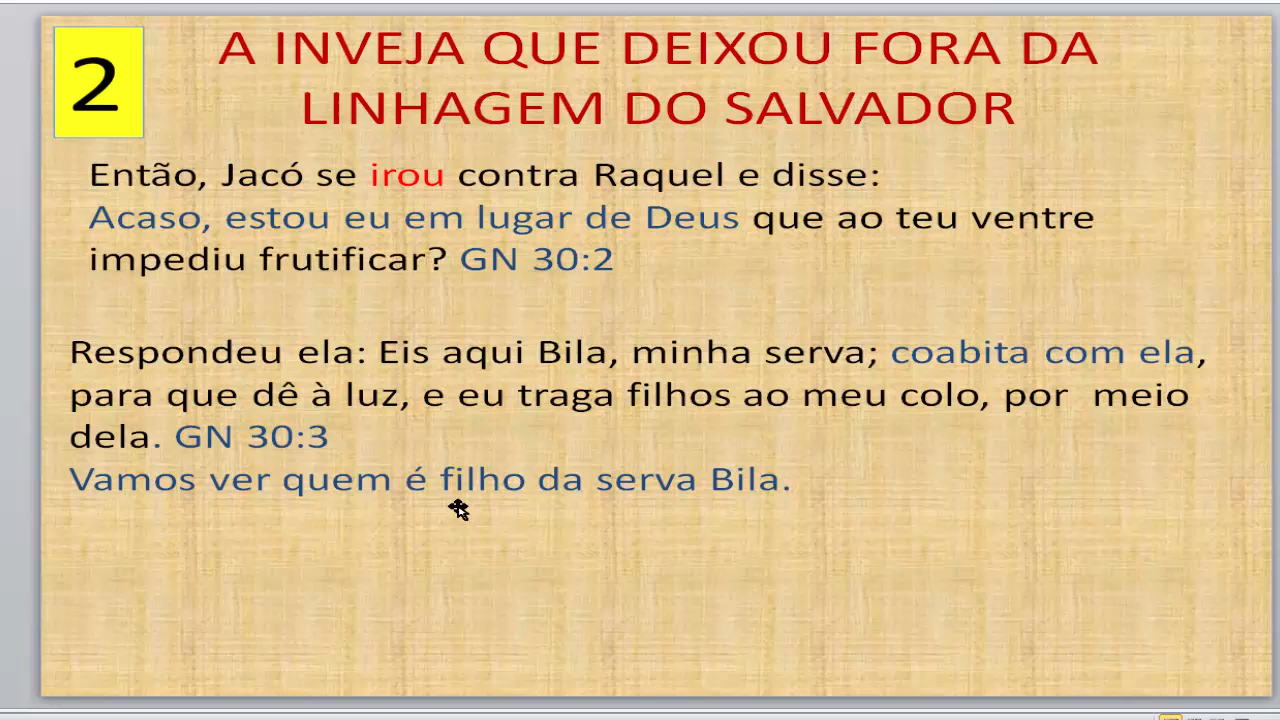 2
A INVEJA QUE DEIXOU FORA DA
LINHAGEM DO SALVADOR
Então, Jacó se irou contra Raquel e disse:
Acaso, estou eu em lugar de Deus que ao teu ventre
impediu frutificar? GN 30:2
Respondeu ela: Eis aqui Bila, minha serva; coabita com ela,
para que dê à luz, e eu traga filhos ao meu colo, por meio
dela. GN 30:3
Vamos ver quem é filho da serva Bila.